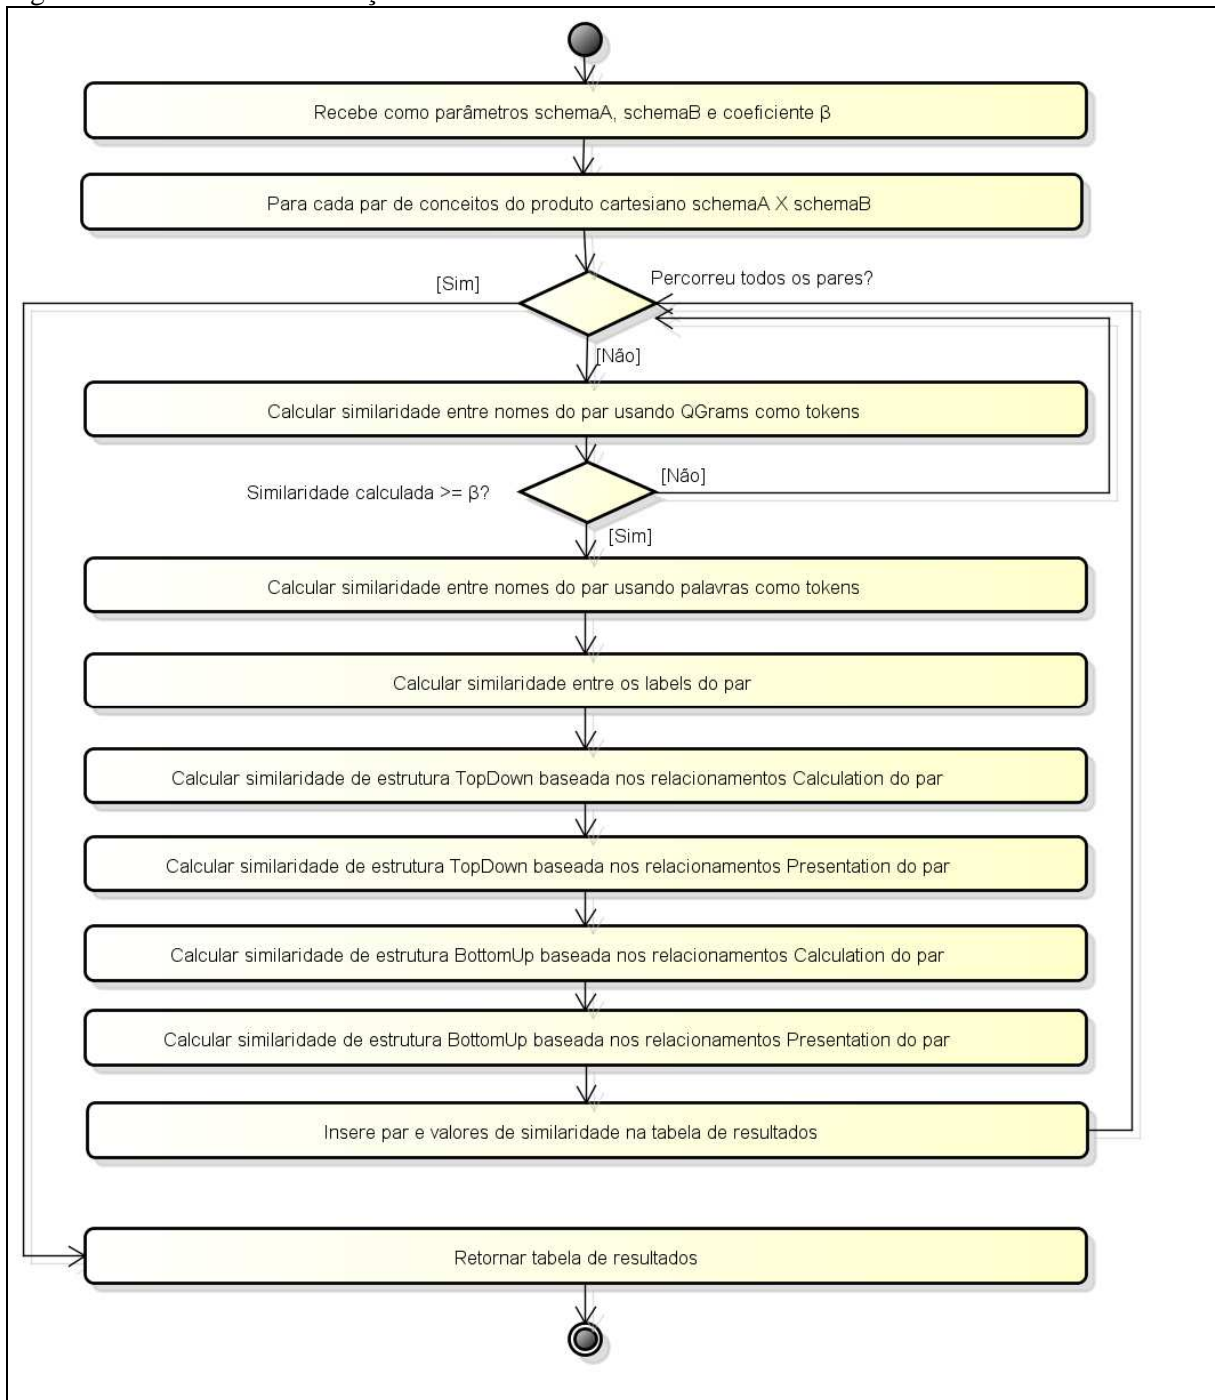 Recebe como parâmetros schemaA, schemaB e coeficiente β
Para cada par de conceitos do produto cartesiano schemaA X schemaB
Percorreu todos os pares?
[Sim]
[Não]
Calcular similaridade entre nomes do par usando QGrams como tokens
[Não]
Similaridade calculada >= β?
[Sim]
Calcular similaridade entre nomes do par usando palavras como tokens
Calcular similaridade entre os labels do par
Calcular similaridade de estrutura TopDown baseada nos relacionamentos Calculation do par
Calcular similaridade de estrutura TopDown baseada nos relacionamentos Presentation do par
Calcular similaridade de estrutura BottomUp baseada nos relacionamentos Calculation do par
Calcular similaridade de estrutura BottomUp baseada nos relacionamentos Presentation do par
Insere par e valores de similaridade na tabela de resultados
Retornar tabela de resultados